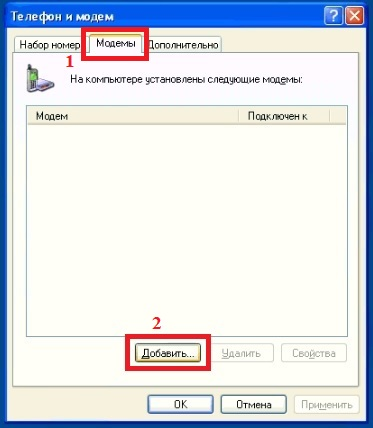 Телефон и модем
Набор номер Модемы Дополнительно
1
На компьютере установлены следующие модемы:
Модем Подключен к
2
Добавить... Удалить Свойства
OK Отмена Применить